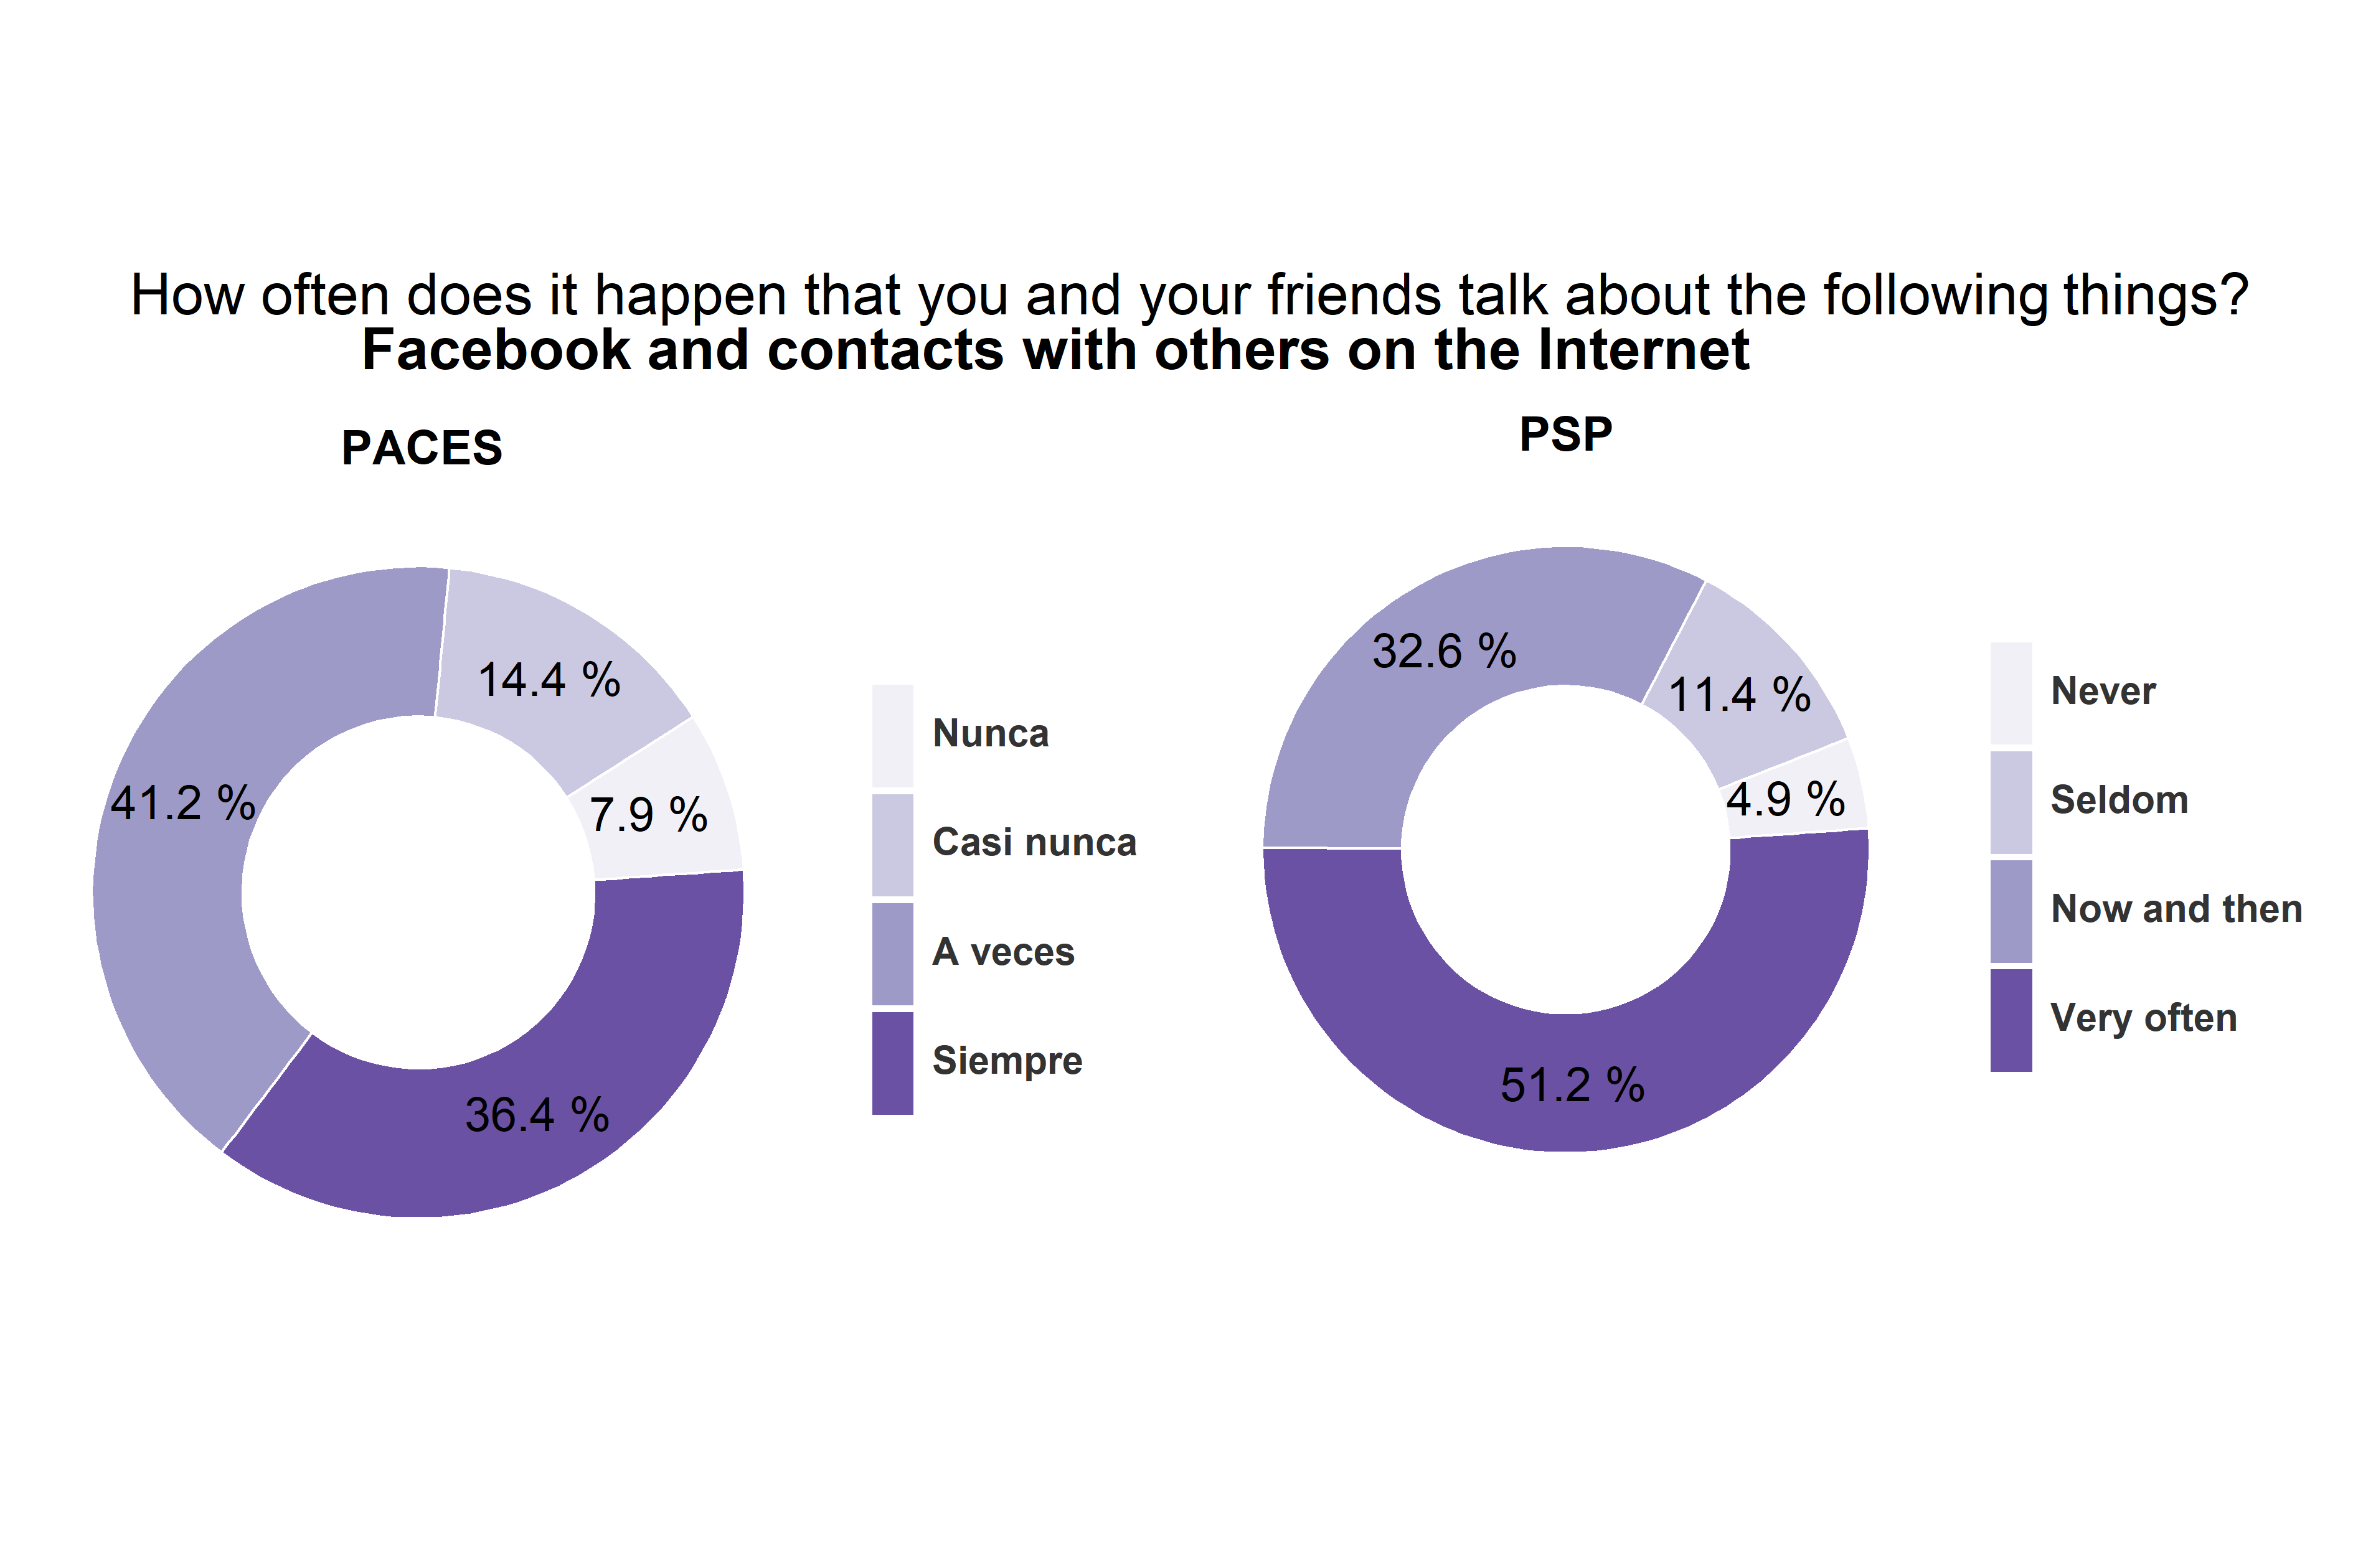 How often does it happen that you and your friends talk about the following things?
Facebook and contacts with others on the Internet
PACES
14.4 %
7.9 %
41.2 %
36.4 %
Nunca
Casi nunca
A veces
Siempre
PSP
32.6 %
11.4 %
4.9 %
51.2 %
Never
Seldom
Now and then
Very often